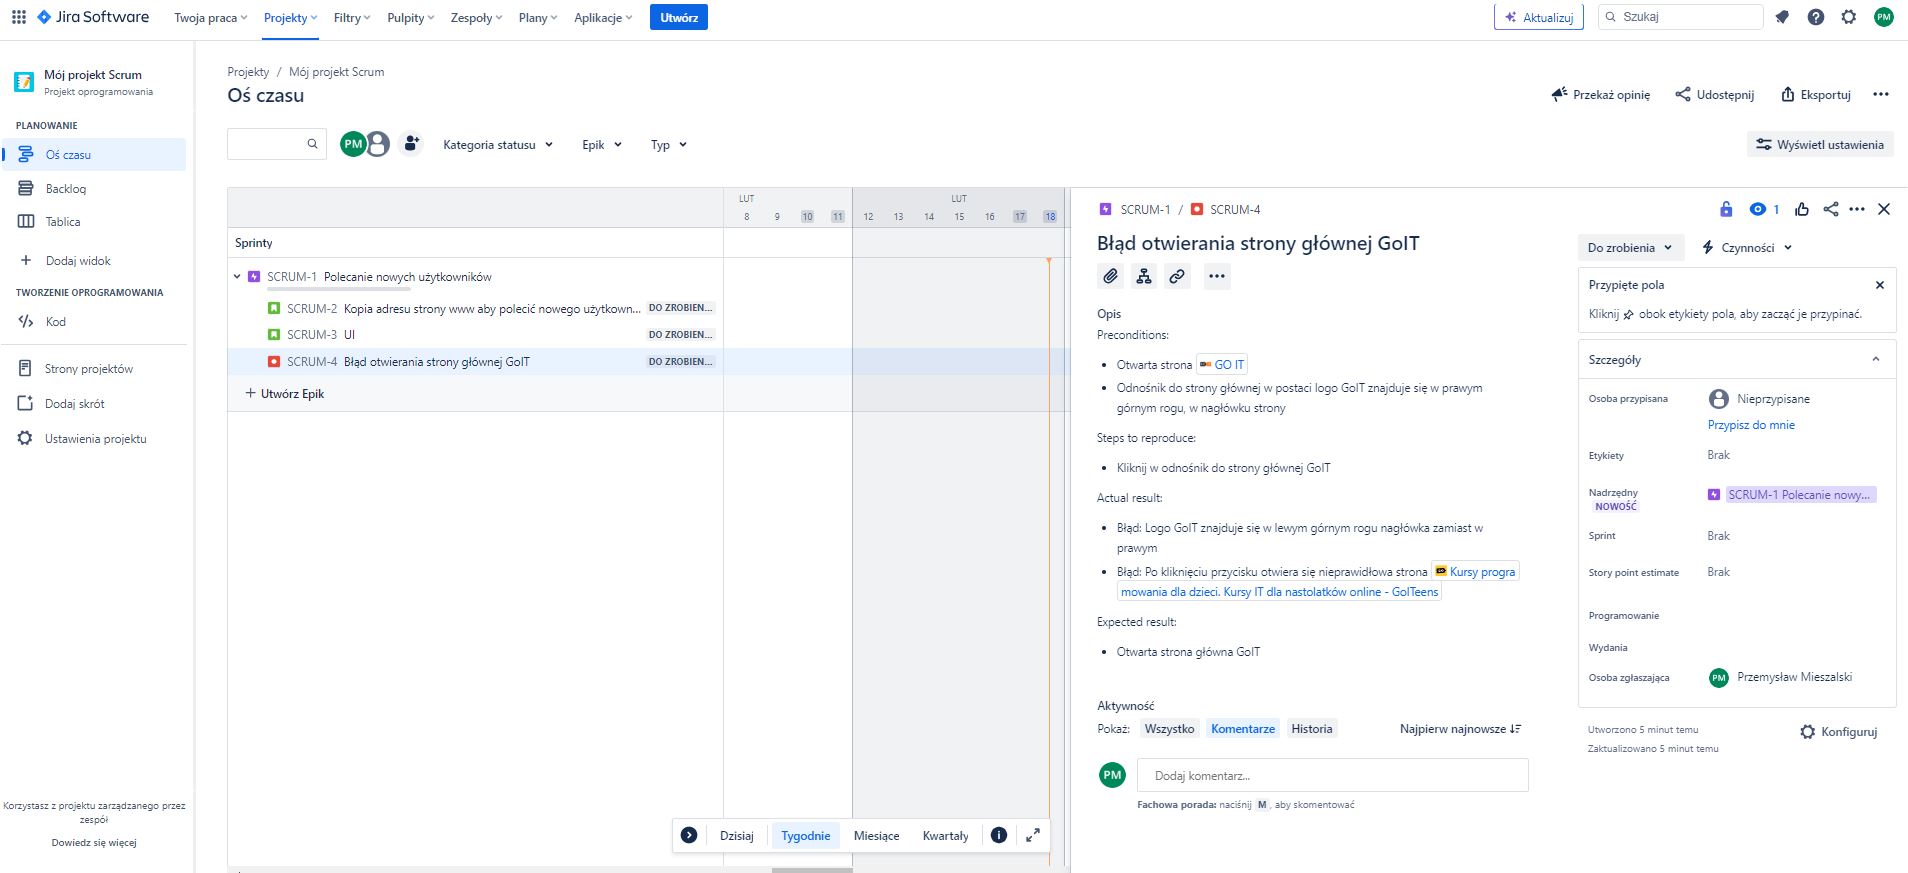 Jira Software
Twoja praca
Projekty
Filtry
Pulpity
Zespoły
Plany
Aplikacje
Utwórz
Aktualizuj
Szukaj
PM
Mój projekt Scrum
Projekt oprogramowania
PLANOWANIE
Oś czasu
Backlog
Tablica
Dodaj widok
TWORZENIE OPROGRAMOWANIA
Kod
Strony projektów
Dodaj skrót
Ustawienia projektu
Korzystasz z projektu zarządzanego przez
zespół
Dowiedz się więcej
Projekty / Mój projekt Scrum
Oś czasu
Przekaż opinię
Udostępnij
Eksportuj
PM
Kategoria statusu
Epik
Typ
Wyświetl ustawienia
LUT
LUT
8 9 10 11 12 13 14 15 16 17 18
Sprinty
SCRUM-1 Polecanie nowych użytkowników
SCRUM-2 Kopia adresu strony www aby polecić nowego użytkown... DO ZROBIEN...
SCRUM-3 UI DO ZROBIEN...
SCRUM-4 Błąd otwierania strony głównej GoIT DO ZROBIEN...
+ Utwórz Epik
Dzisiaj
Tygodnie
Miesiące
Kwartały
SCRUM-1 / SCRUM-4
1
Błąd otwierania strony głównej GoIT
Opis
Preconditions:
• Otwarta strona GO IT
• Odnośnik do strony głównej w postaci logo GoIT znajduje się w prawym
górnym rogu, w nagłówku strony
Steps to reproduce:
• Kliknij w odnośnik do strony głównej GoIT
Actual result:
• Błąd: Logo GoIT znajduje się w lewym górnym rogu nagłówka zamiast w
prawym
• Błąd: Po kliknięciu przycisku otwiera się nieprawidłowa strona Kursy progra
mowania dla dzieci. Kursy IT dla nastolatków online - GoITeens
Expected result:
• Otwarta strona główna GoIT
Aktywność
Pokaż: Wszystko Komentarze Historia Najpierw najnowsze
PM
Dodaj komentarz...
Fachowa porada: naciśnij M , aby skomentować
Do zrobienia
Czynności
Przypięte pola
Kliknij obok etykiety pola, aby zacząć je przypinać.
Szczegóły
Osoba przypisana
Nieprzypisane
Przypisz do mnie
Etykiety
Brak
Nadrzędny
NOWOŚĆ
SCRUM-1 Polecanie nowy...
Sprint
Brak
Story point estimate
Brak
Programowanie
Wydania
Osoba zgłaszająca
PM
Przemysław Mieszalski
Utworzono 5 minut temu
Zaktualizowano 5 minut temu
Konfiguruj